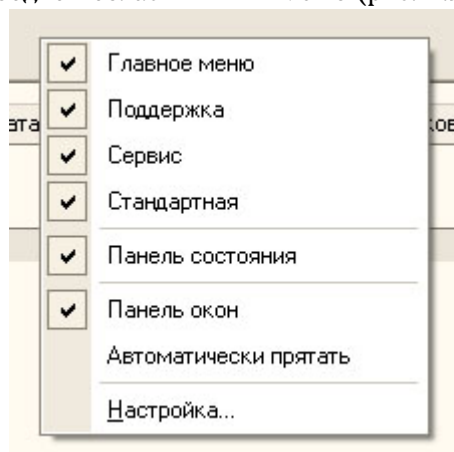 Главное меню
Поддержка
Сервис
Стандартная
Панель состояния
Панель окон
Автоматически прятать
Настройка...